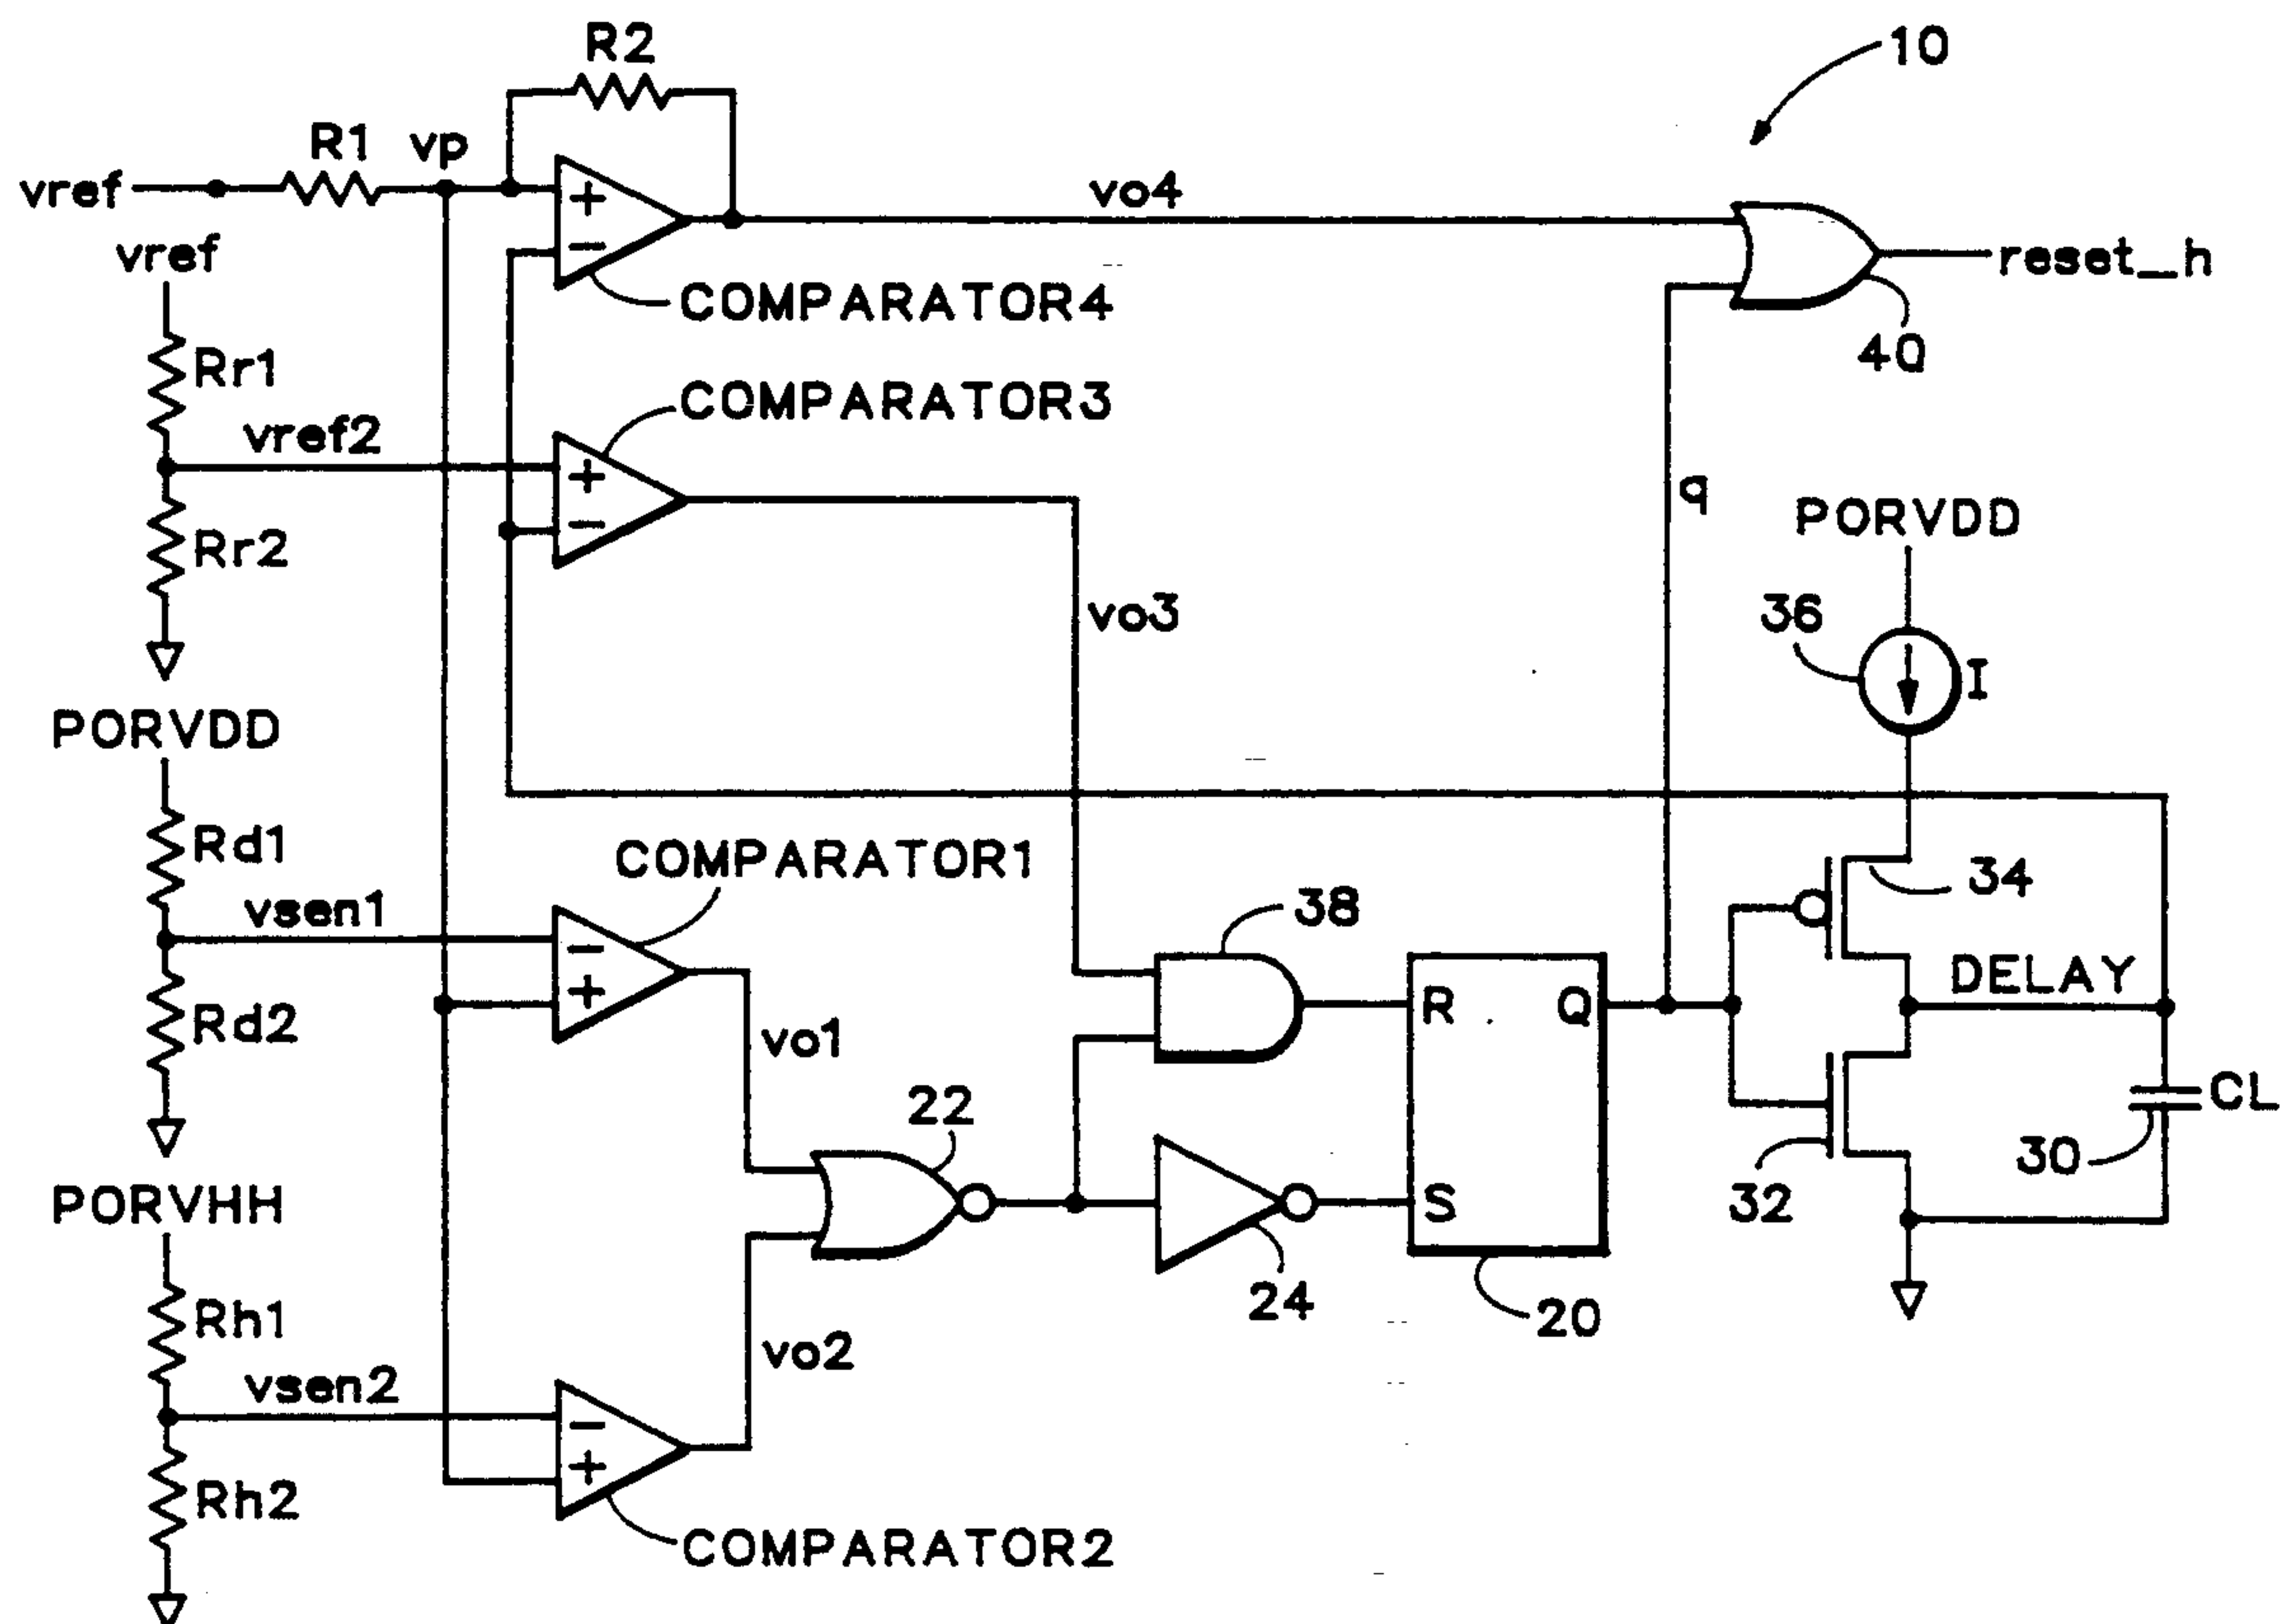 R2
10
R1
vp
vref
+
vo4
vref
−
reset_h
COMPARATOR4
40
Rr1
COMPARATOR3
vref2
+
q
PORVDD
−
Rr2
vo3
36
I
PORVDD
Rd1
COMPARATOR1
34
38
vsen1
−
DELAY
+
R
Q
Rd2
vo1
22
CL
30
PORVHH
S
32
24
20
Rh1
vo2
vsen2
−
+
Rh2
COMPARATOR2